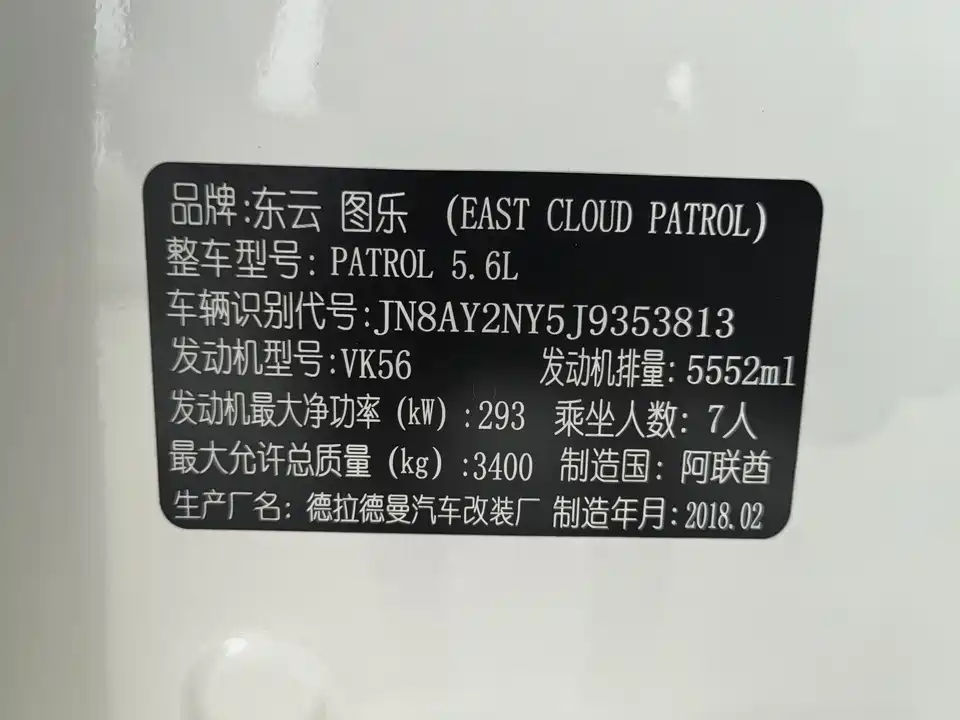 品牌:东云 图乐 (EAST CLOUD PATROL)
整车型号: PATROL 5.6L
车辆识别代号:JN8AY2NY5J9353813
发动机型号:VK56 发动机排量: 5552ml
发动机最大净功率 (kW) :293 乘坐人数: 7人
最大允许总质量 (kg) :3400 制造国: 阿联酋
生产厂名: 德拉德曼汽车改装厂 制造年月:2018.02